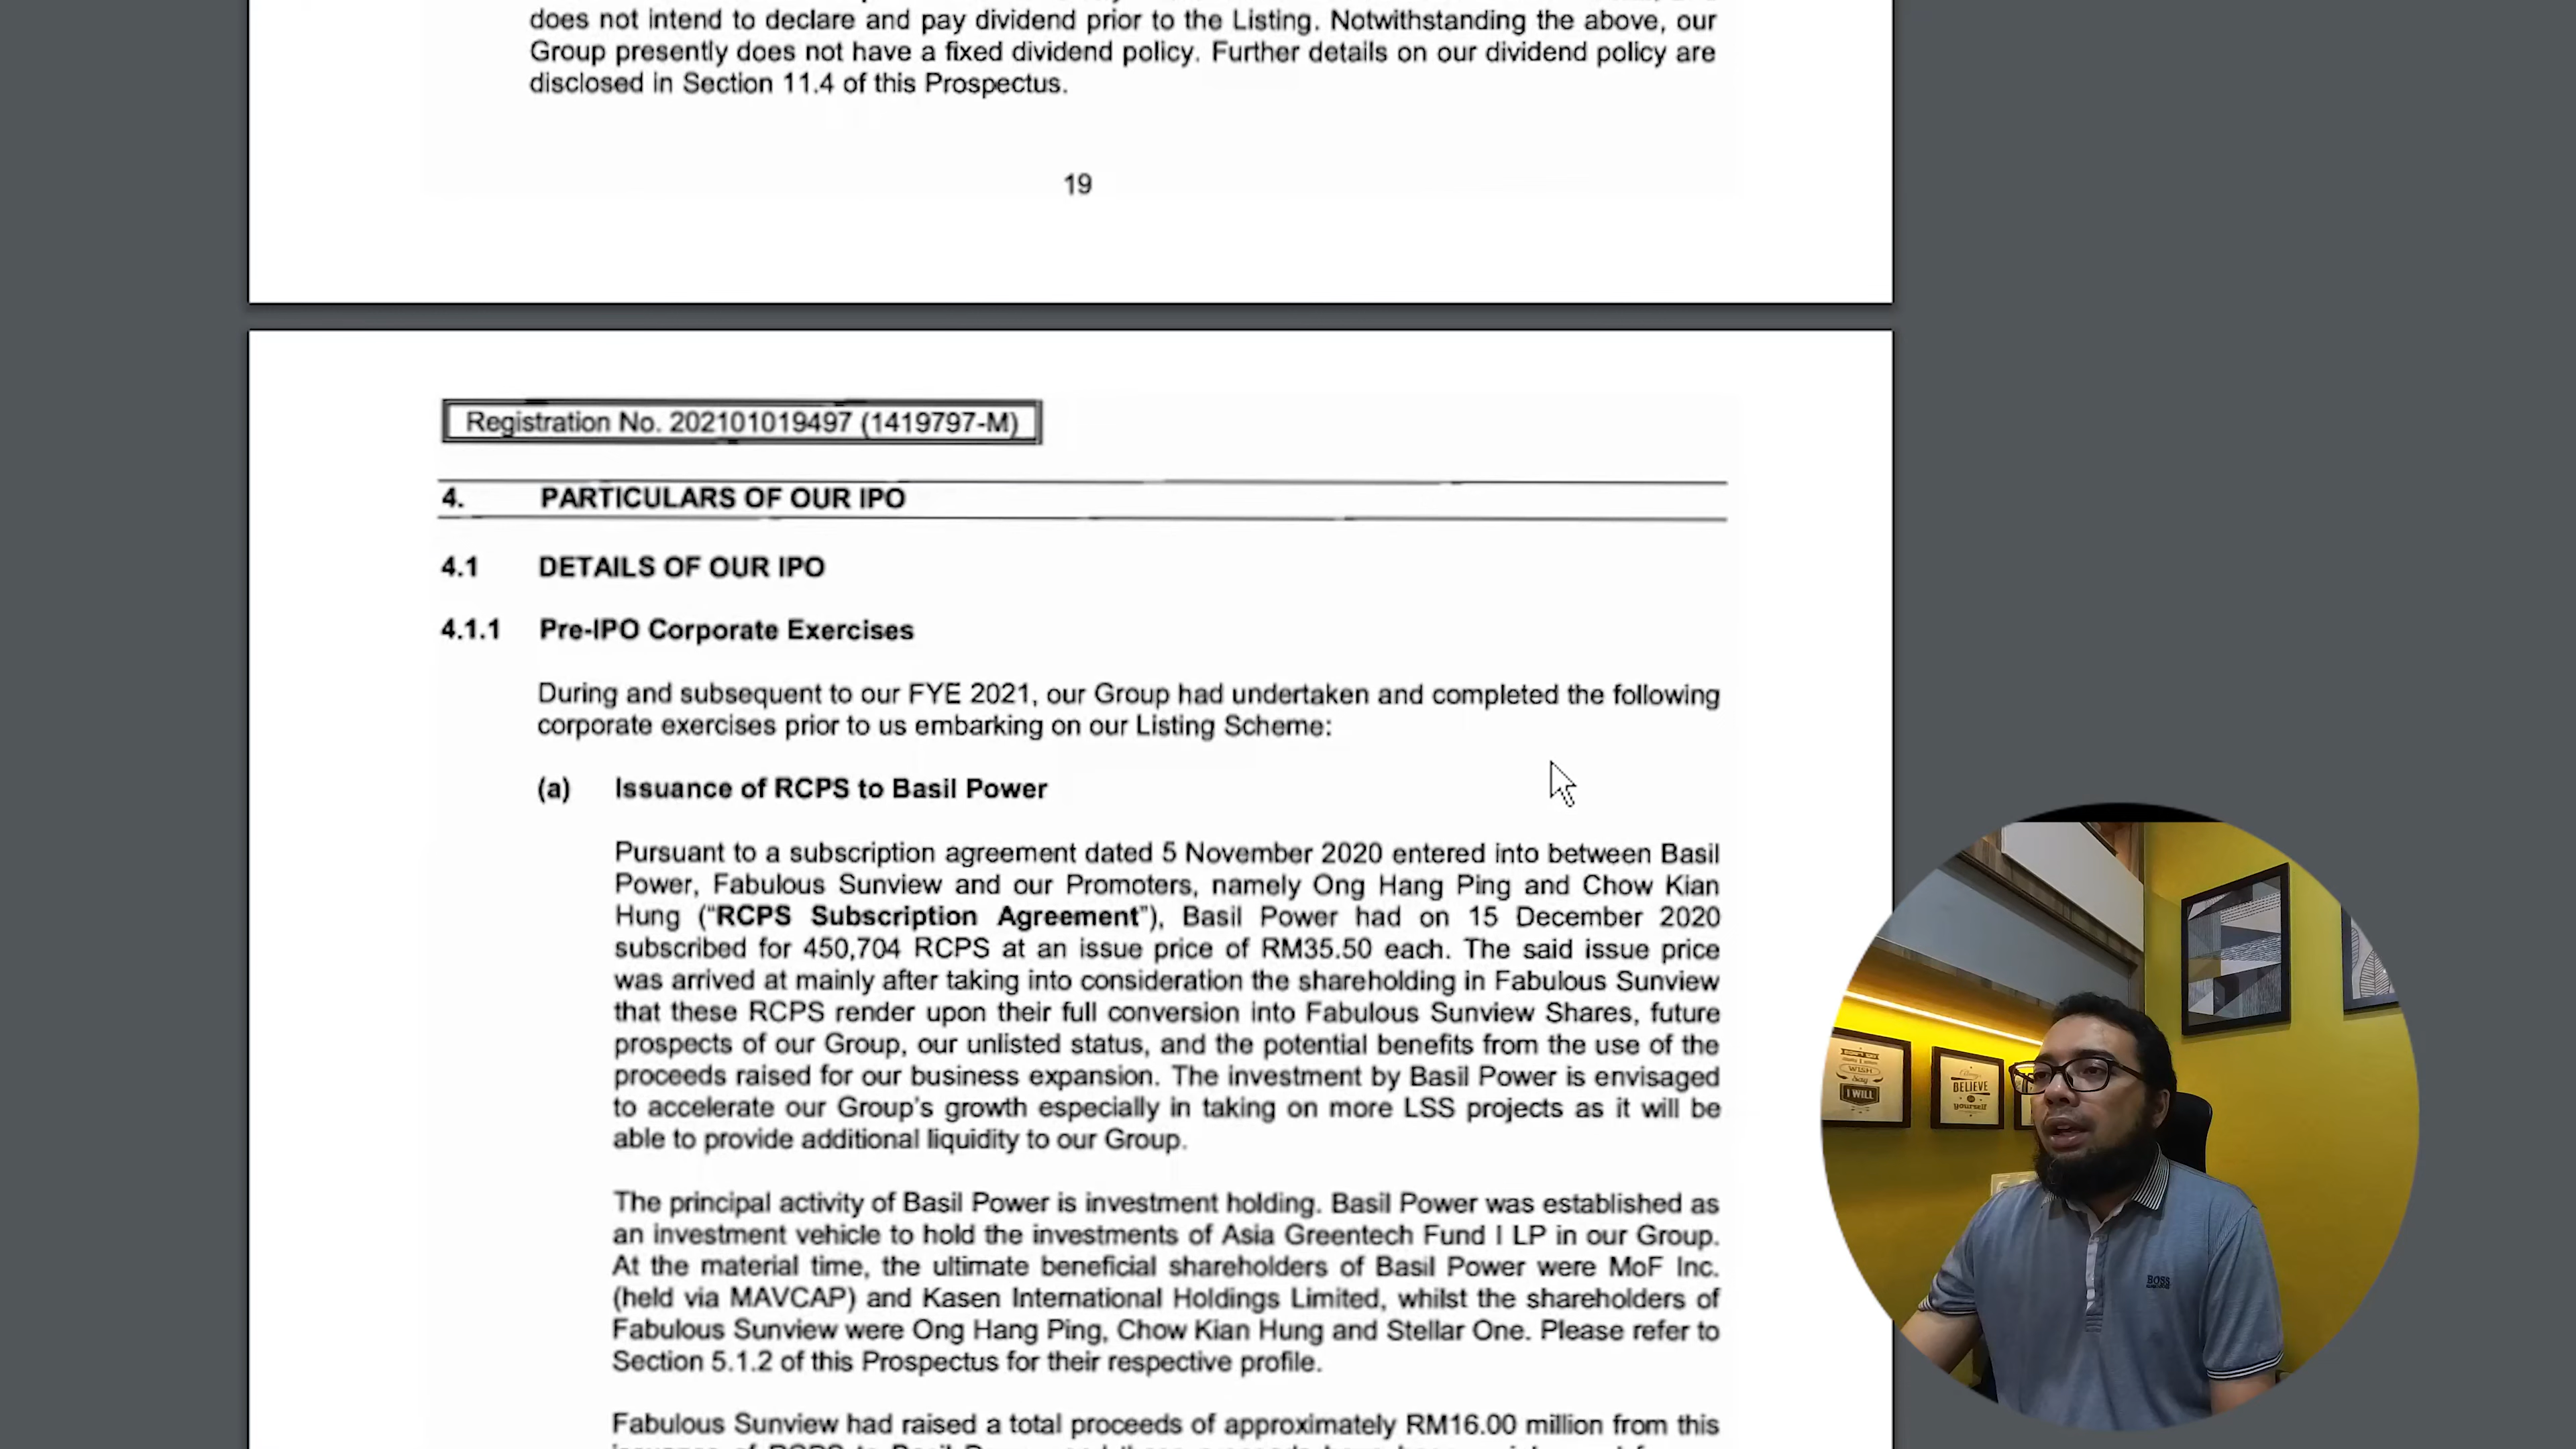 does not intend to declare and pay dividend prior to the Listing. Notwithstanding the above, our
Group presently does not have a fixed dividend policy. Further details on our dividend policy are
disclosed in Section 11.4 of this Prospectus.
19
Registration No. 202101019497 (1419797-M)
4. PARTICULARS OF OUR IPO
4.1 DETAILS OF OUR IPO
4.1.1 Pre-IPO Corporate Exercises
During and subsequent to our FYE 2021, our Group had undertaken and completed the following
corporate exercises prior to us embarking on our Listing Scheme:
(a) Issuance of RCPS to Basil Power
Pursuant to a subscription agreement dated 5 November 2020 entered into between Basil
Power, Fabulous Sunview and our Promoters, namely Ong Hang Ping and Chow Kian
Hung ("RCPS Subscription Agreement"), Basil Power had on 15 December 2020
subscribed for 450,704 RCPS at an issue price of RM35.50 each. The said issue price
was arrived at mainly after taking into consideration the shareholding in Fabulous Sunview
that these RCPS render upon their full conversion into Fabulous Sunview Shares, future
prospects of our Group, our unlisted status, and the potential benefits from the use of the
proceeds raised for our business expansion. The investment by Basil Power is envisaged
to accelerate our Group's growth especially in taking on more LSS projects as it will be
able to provide additional liquidity to our Group.
The principal activity of Basil Power is investment holding. Basil Power was established as
an investment vehicle to hold the investments of Asia Greentech Fund I LP in our Group.
At the material time, the ultimate beneficial shareholders of Basil Power were MoF Inc.
(held via MAVCAP) and Kasen International Holdings Limited, whilst the shareholders of
Fabulous Sunview were Ong Hang Ping, Chow Kian Hung and Stellar One. Please refer to
Section 5.1.2 of this Prospectus for their respective profile.
Fabulous Sunview had raised a total proceeds of approximately RM16.00 million from this
WISH
Say
I WILL
BELIEVE
yourself
BOSS